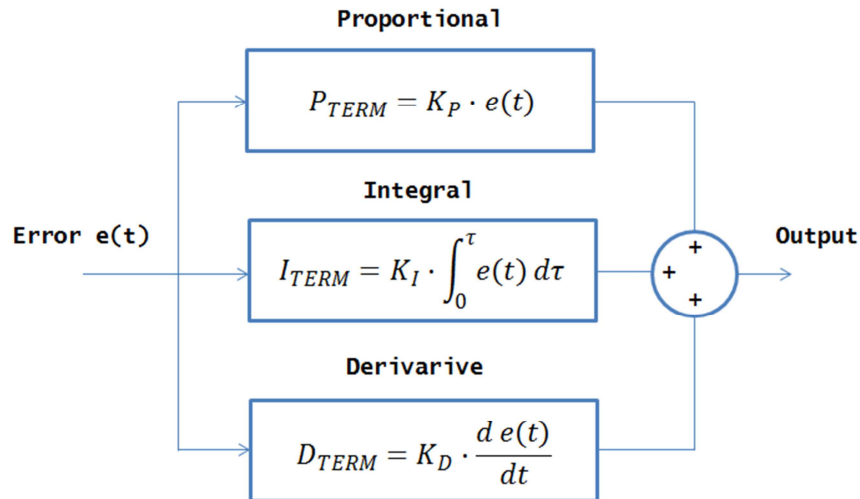 Proportional
P_TERM = K_P · e(t)
Integral
Error e(t)
I_TERM = K_I · ∫_0^τ e(t) dτ
+
+
+
Output
Derivarive
D_TERM = K_D · d e(t)/dt